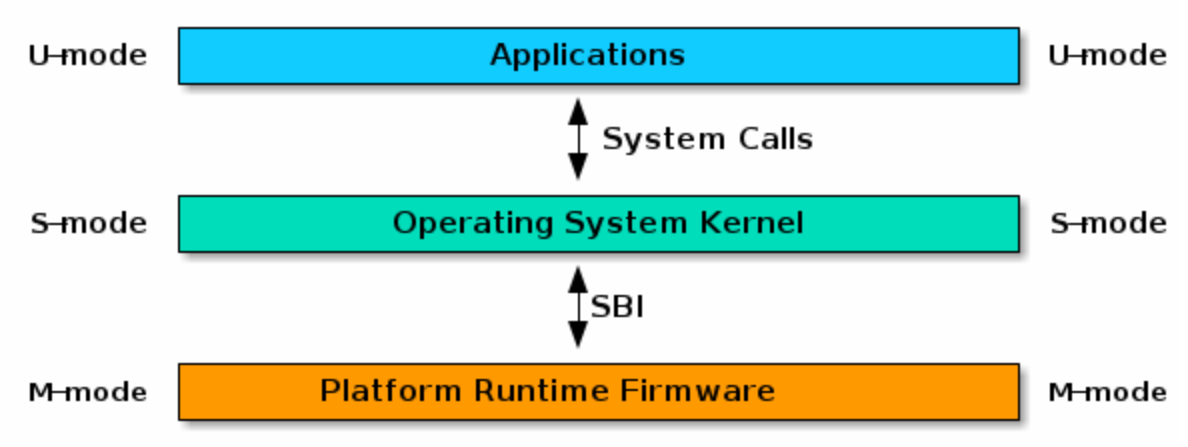 U-mode Applications U-mode
System Calls
S-mode Operating System Kernel S-mode
SBI
M-mode Platform Runtime Firmware M-mode